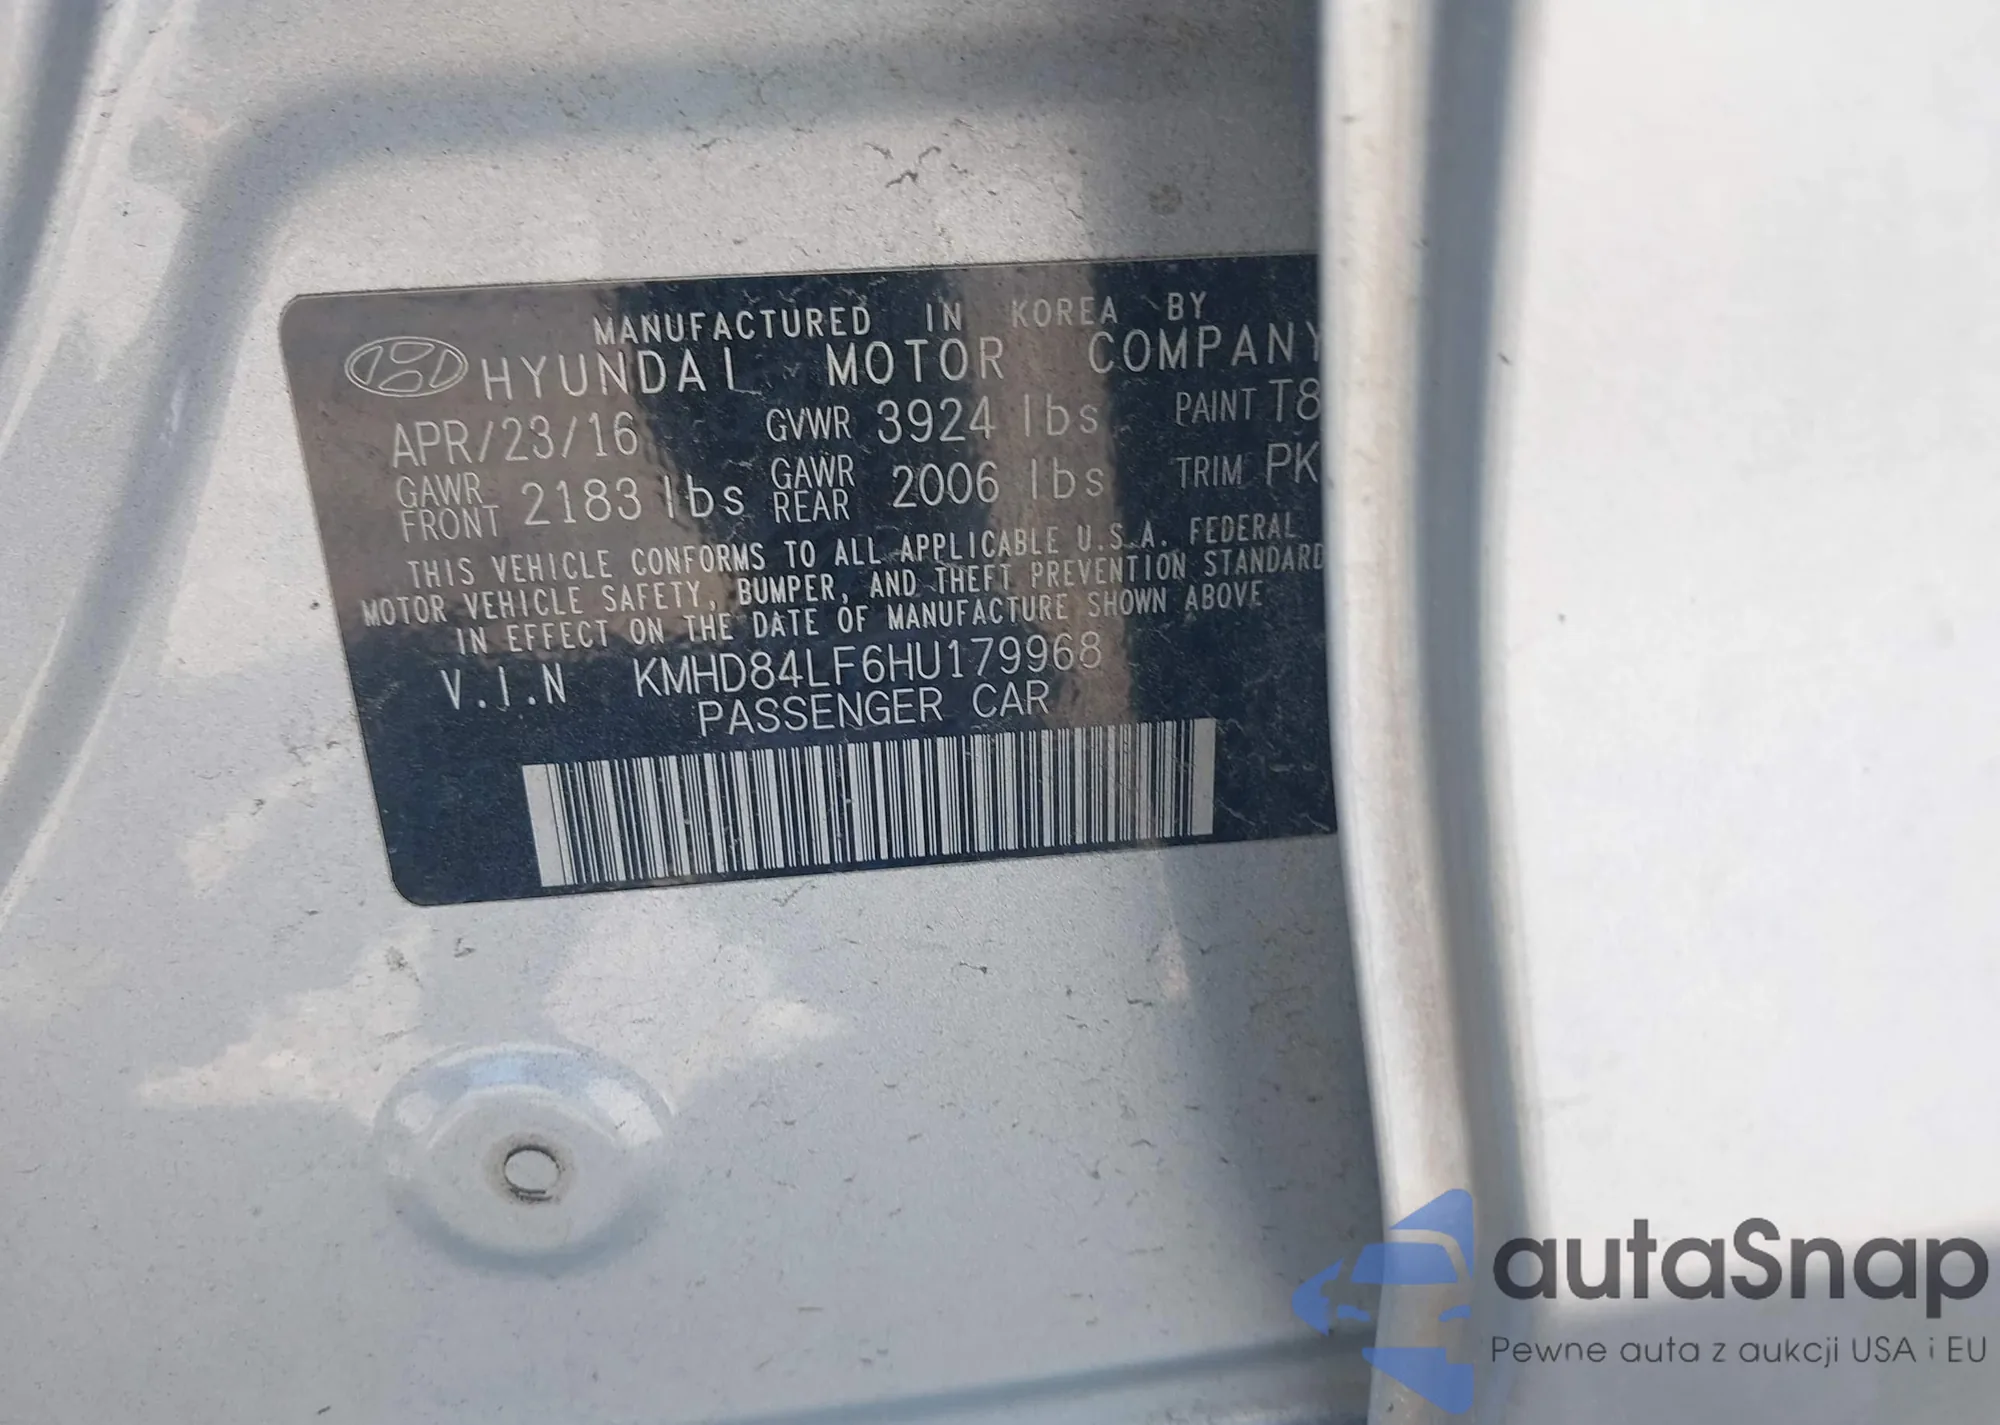 MANUFACTURED IN KOREA BY
HYUNDAI MOTOR COMPANY
APR/23/16 GVWR 3924 lbs PAINT T8
GAWR FRONT 2183 lbs GAWR REAR 2006 lbs TRIM PK
THIS VEHICLE CONFORMS TO ALL APPLICABLE U.S.A. FEDERAL
MOTOR VEHICLE SAFETY, BUMPER, AND THEFT PREVENTION STANDARD
IN EFFECT ON THE DATE OF MANUFACTURE SHOWN ABOVE
V.I.N KMHD84LF6HU179968
PASSENGER CAR
autaSnap
Pewne auta z aukcji USA i EU